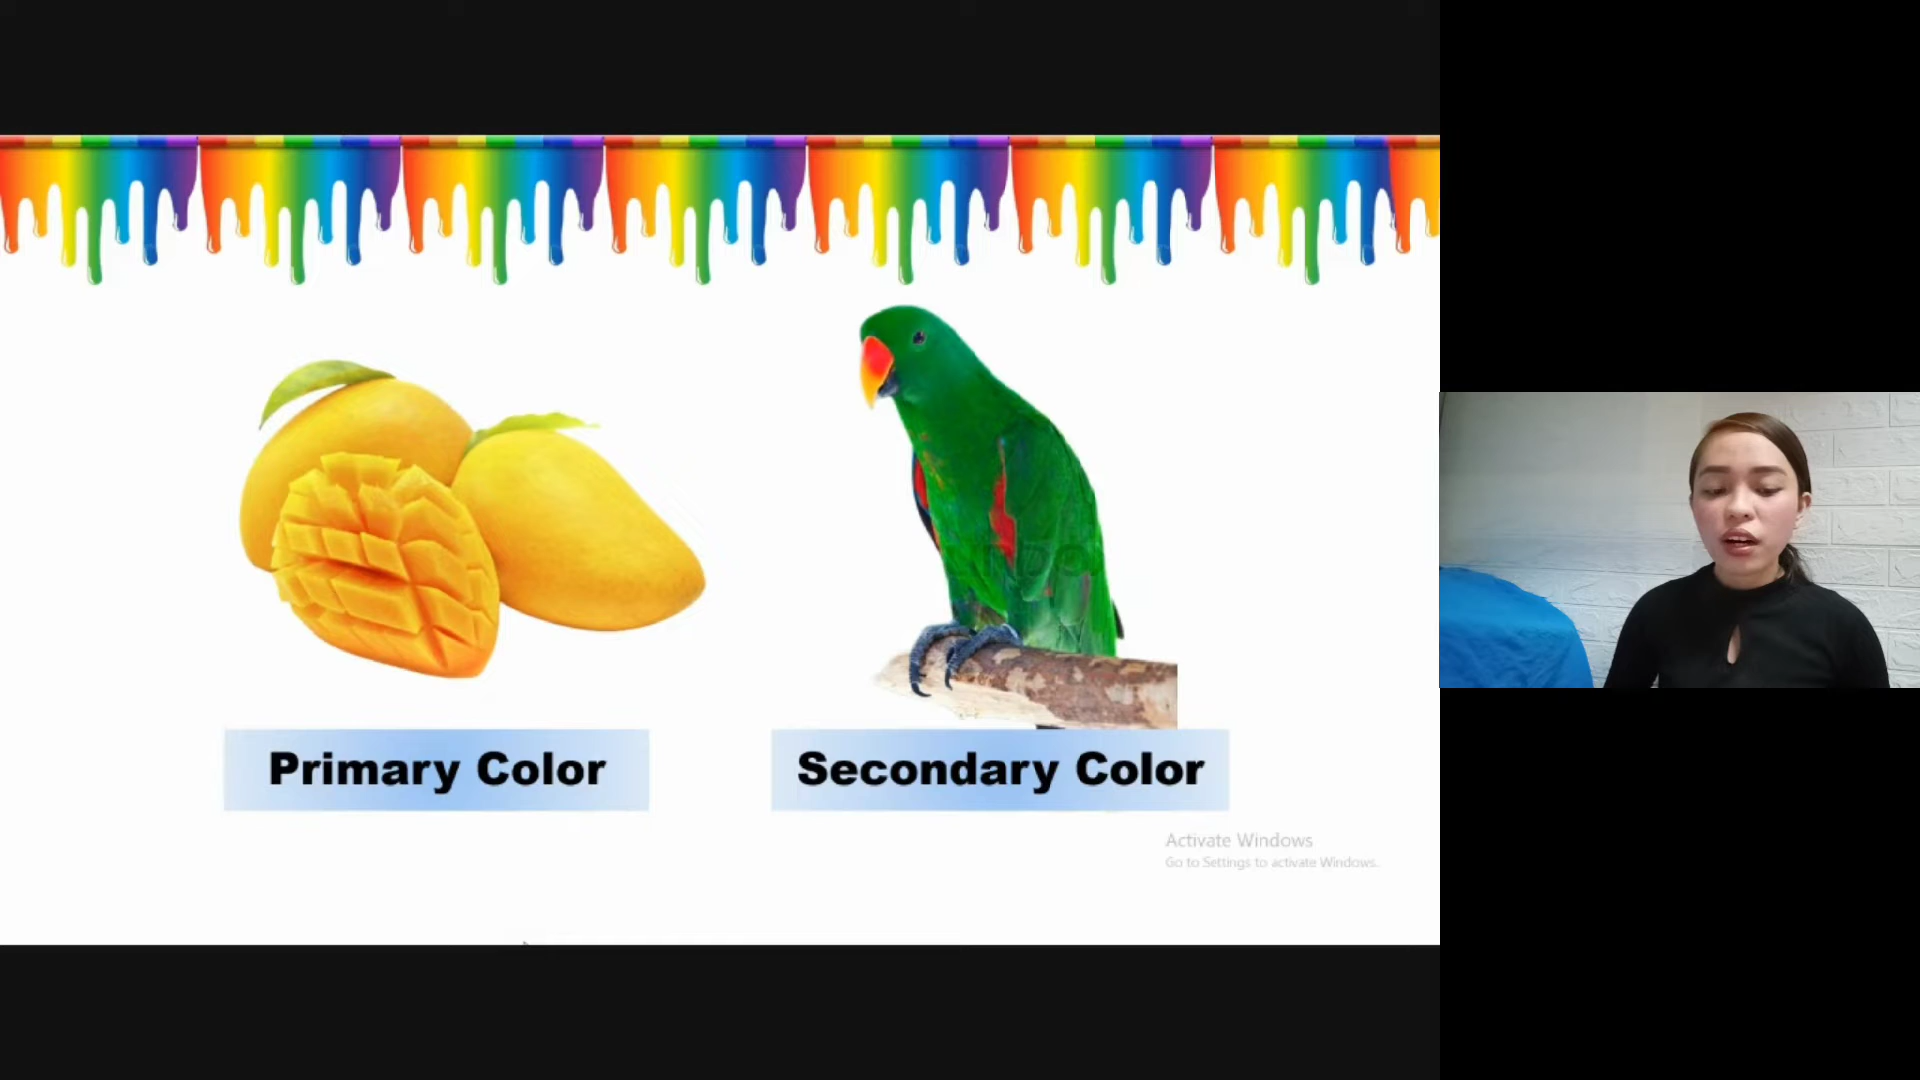 Primary Color
Secondary Color
Activate Windows
Go to Settings to activate Windows.